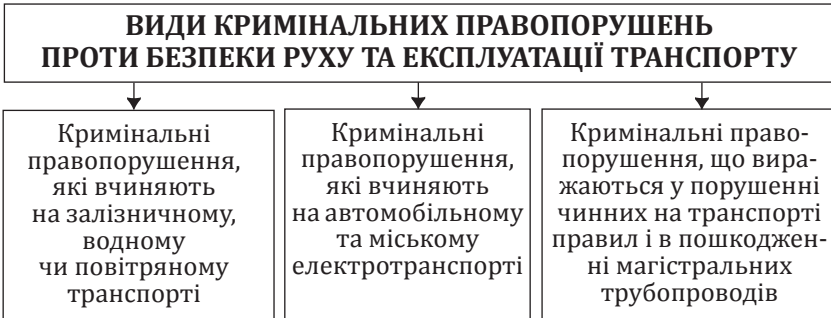 ВИДИ КРИМІНАЛЬНИХ ПРАВОПОРУШЕНЬ
ПРОТИ БЕЗПЕКИ РУХУ ТА ЕКСПЛУАТАЦІЇ ТРАНСПОРТУ
Кримінальні
правопорушення,
які вчиняють
на залізничному,
водному
чи повітряному
транспорті
Кримінальні
правопорушення,
які вчиняють
на автомобільному
та міському
електротранспорті
Кримінальні право-
порушення, що вира-
жаються у порушенні
чинних на транспорті
правил і в пошкоджен-
ні магістральних
трубопроводів